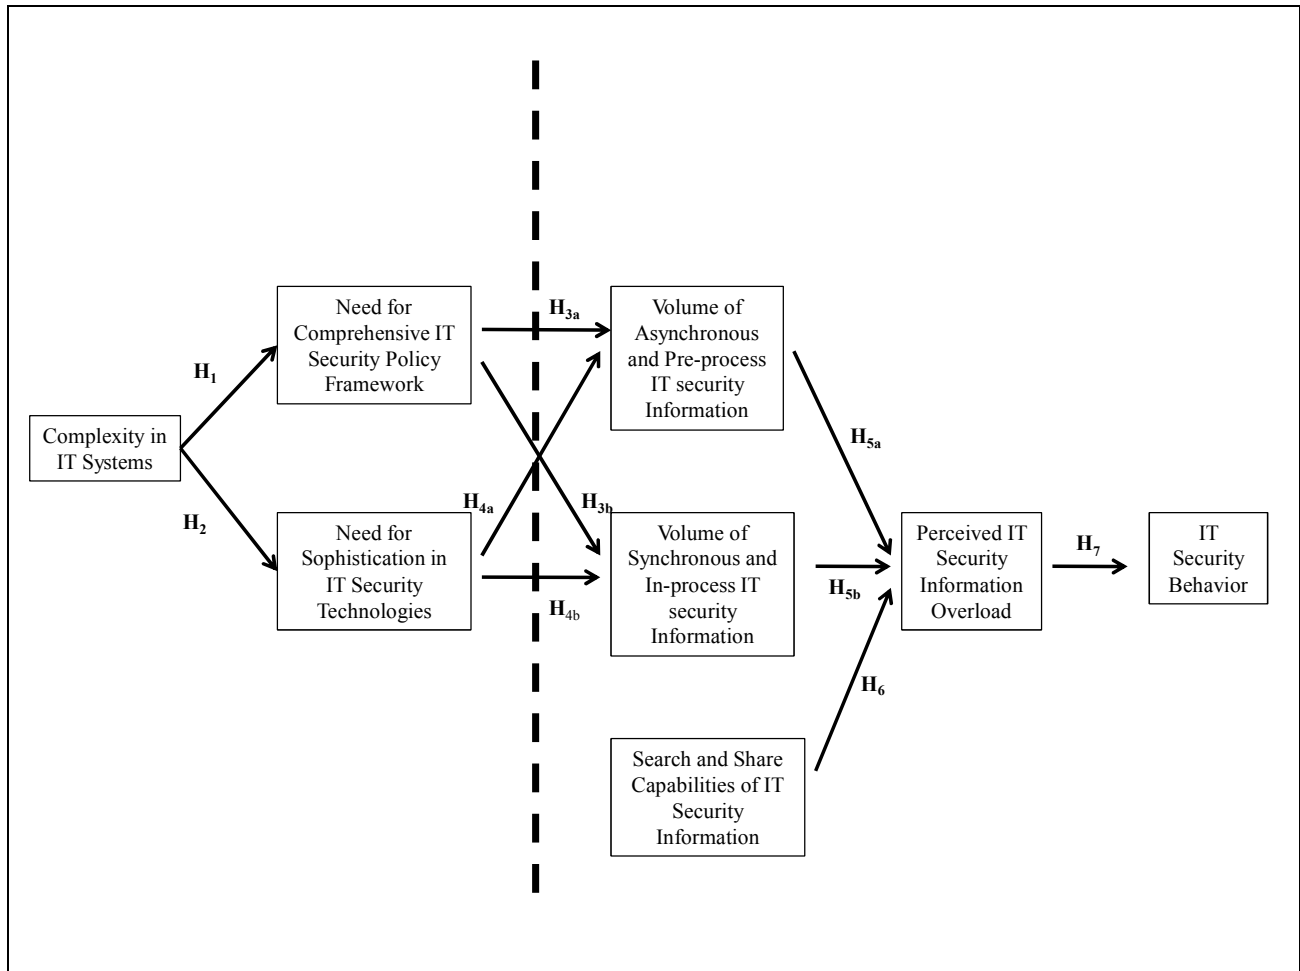 Need for
Comprehensive IT
Security Policy
Framework
H3a
Volume of
Asynchronous
and Pre-process
IT security
Information
H1
Complexity in
IT Systems
H5a
H2
H4a
H3b
Need for
Sophistication in
IT Security
Technologies
H4b
Volume of
Synchronous and
In-process IT
security
Information
H5b
Perceived IT
Security
Information
Overload
H7
IT
Security
Behavior
H6
Search and Share
Capabilities of IT
Security
Information